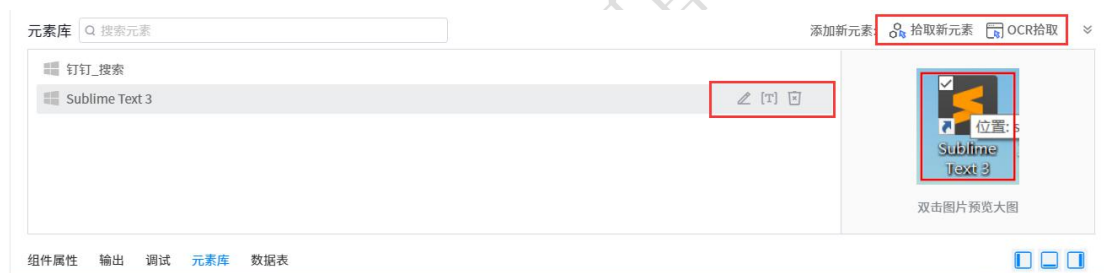 元素库 搜索元素 添加新元素: 拾取新元素 OCR拾取
钉钉_搜索
Sublime Text 3 [T]
位置: s
Sublime
Text 3
双击图片预览大图
组件属性 输出 调试 元素库 数据表